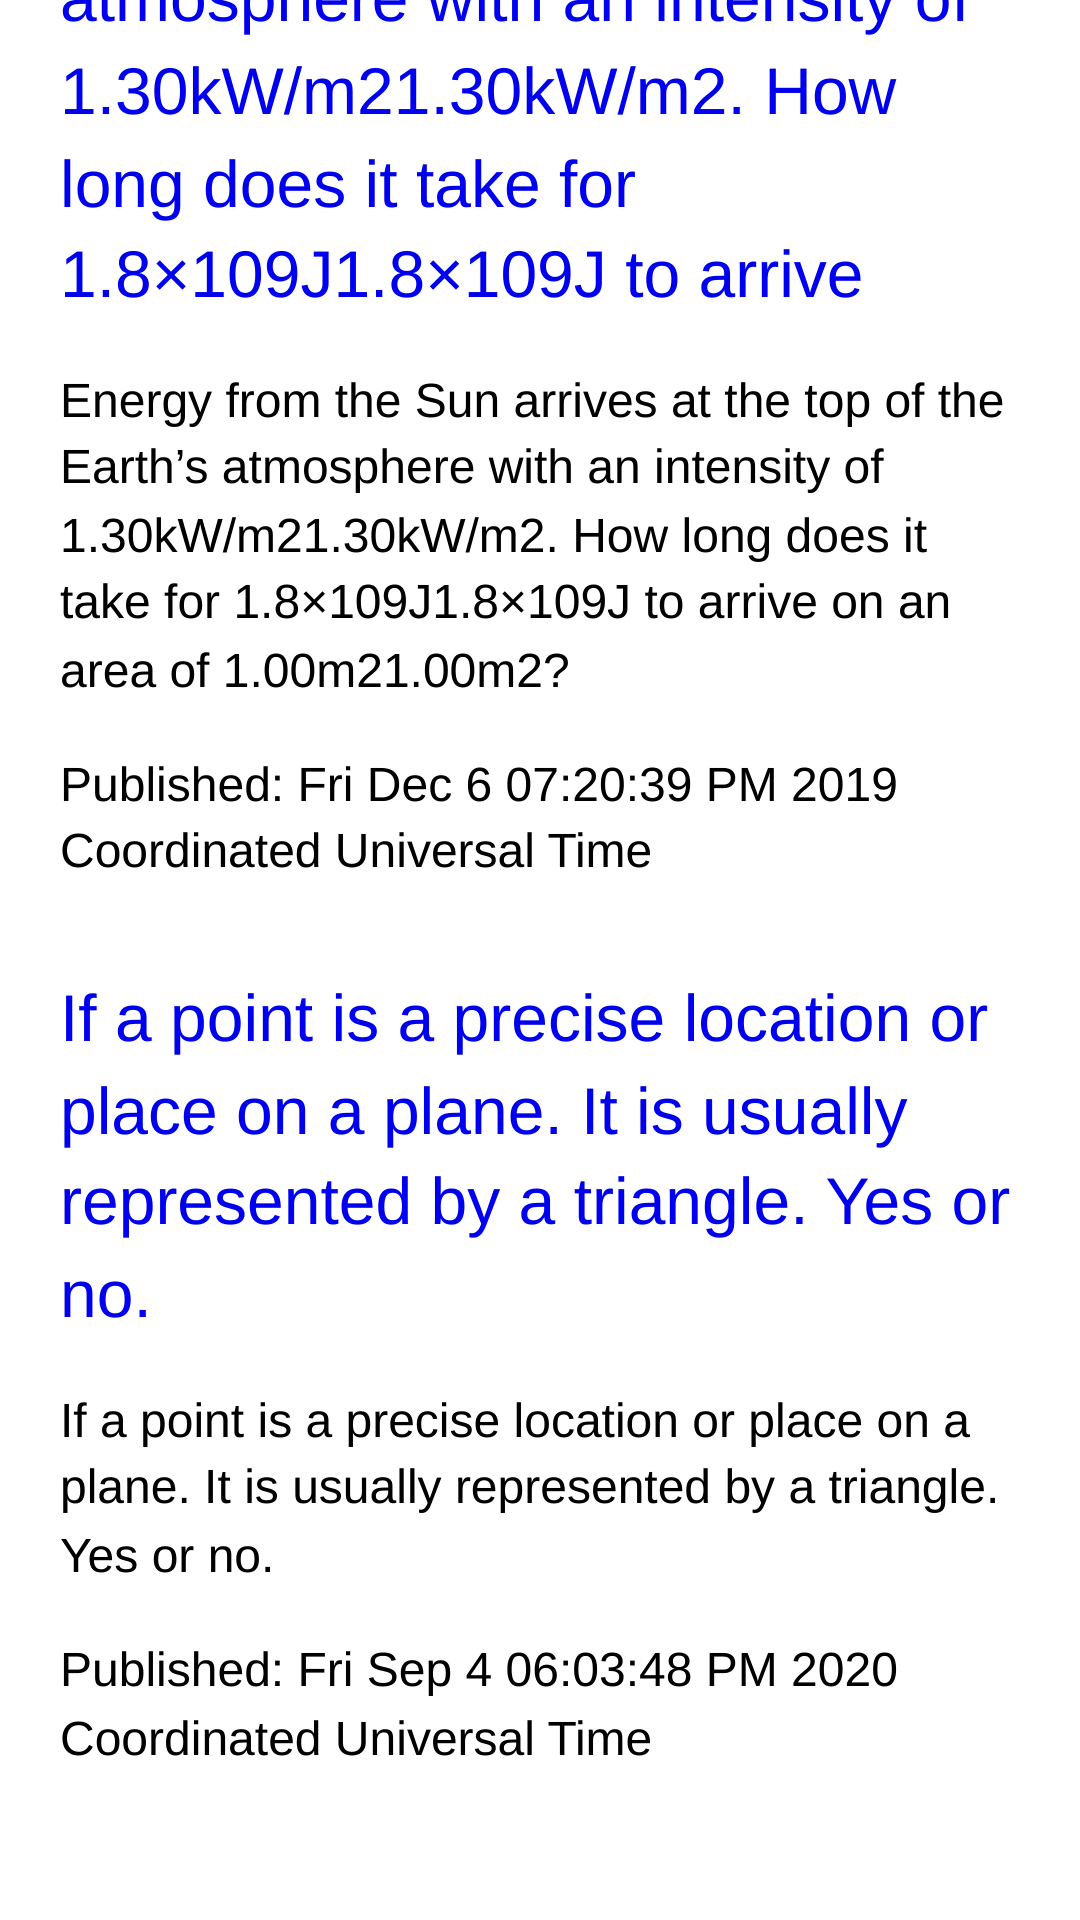 atmosphere with an intensity of
1.30kW/m21.30kW/m2. How
long does it take for
1.8×109J1.8×109J to arrive
Energy from the Sun arrives at the top of the
Earth’s atmosphere with an intensity of
1.30kW/m21.30kW/m2. How long does it
take for 1.8×109J1.8×109J to arrive on an
area of 1.00m21.00m2?
Published: Fri Dec 6 07:20:39 PM 2019
Coordinated Universal Time
If a point is a precise location or
place on a plane. It is usually
represented by a triangle. Yes or
no.
If a point is a precise location or place on a
plane. It is usually represented by a triangle.
Yes or no.
Published: Fri Sep 4 06:03:48 PM 2020
Coordinated Universal Time